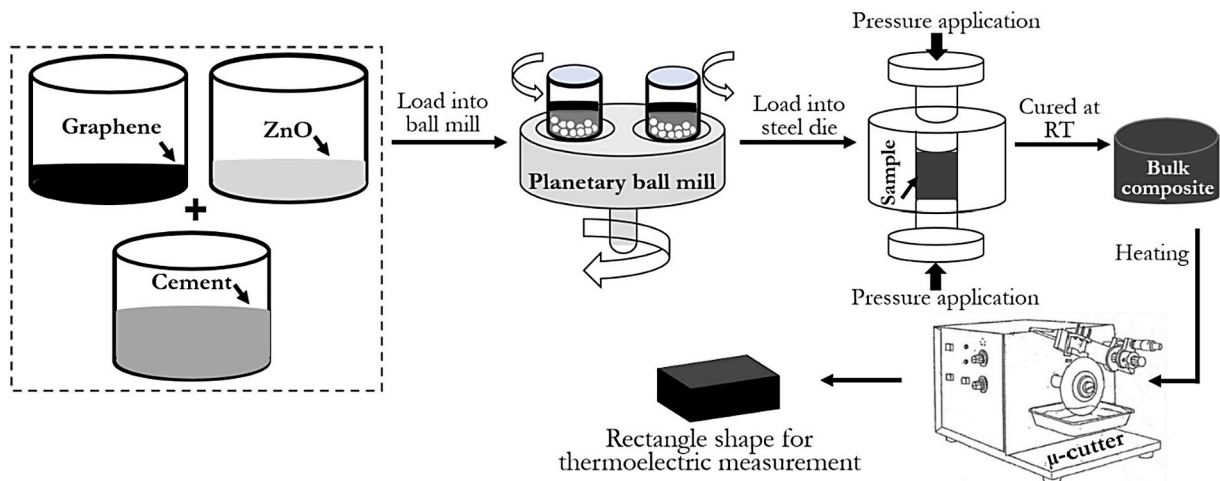 Graphene
ZnO
+
Cement
Load into
ball mill
Planetary ball mill
Load into
steel die
Pressure application
Sample
Pressure application
Cured at
RT
Bulk
composite
Heating
μ-cutter
Rectangle shape for
thermoelectric measurement